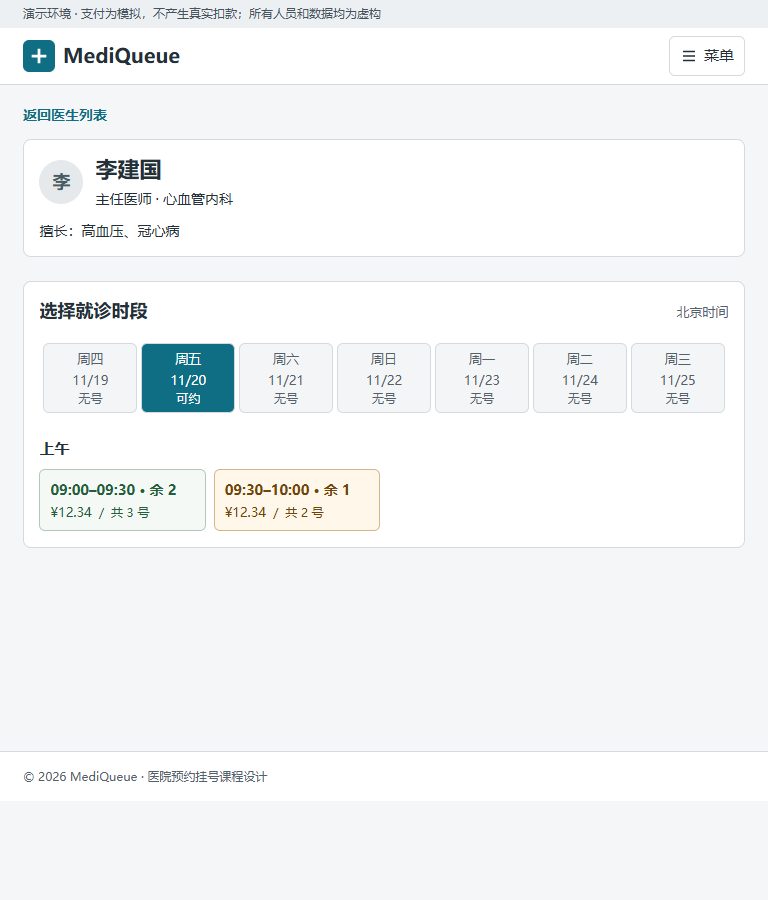 演示环境 · 支付为模拟，不产生真实扣款；所有人员和数据均为虚构
MediQueue
菜单
返回医生列表
李
李建国
主任医师 · 心血管内科
擅长：高血压、冠心病
选择就诊时段
北京时间
周四 周五 周六 周日 周一 周二 周三
11/19 11/20 11/21 11/22 11/23 11/24 11/25
无号 可约 无号 无号 无号 无号 无号
上午
09:00–09:30 • 余 2 09:30–10:00 • 余 1
¥12.34 / 共 3 号 ¥12.34 / 共 2 号
© 2026 MediQueue · 医院预约挂号课程设计